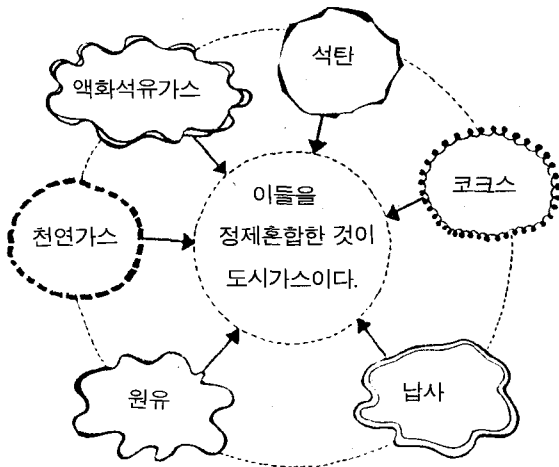 석탄
액화석유가스
코크스
이들을
정제혼합한 것이
도시가스이다.
천연가스
원유
납사